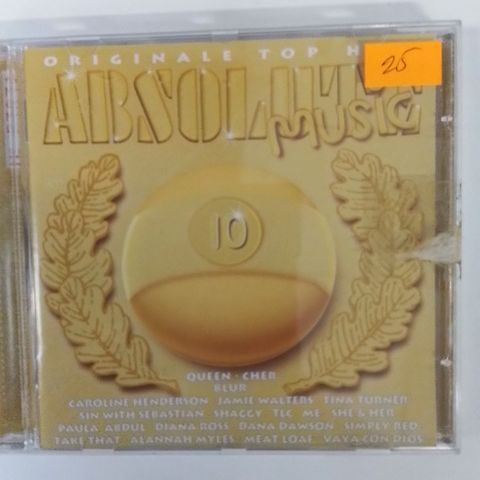 ORIGINALE TOP
25
ABSOLUTE
music
10
QUEEN · CHER
BLUR
CAROLINE HENDERSON JAMIE WALTERS TINA TURNER
SIN WITH SEBASTIAN SHAGGY TLC ME SHE & HER
PAULA ABDUL DIANA ROSS DANA DAWSON SIMPLY RED
TAKE THAT ALANNAH MYLES MEAT LOAF VAYA CON DIOS